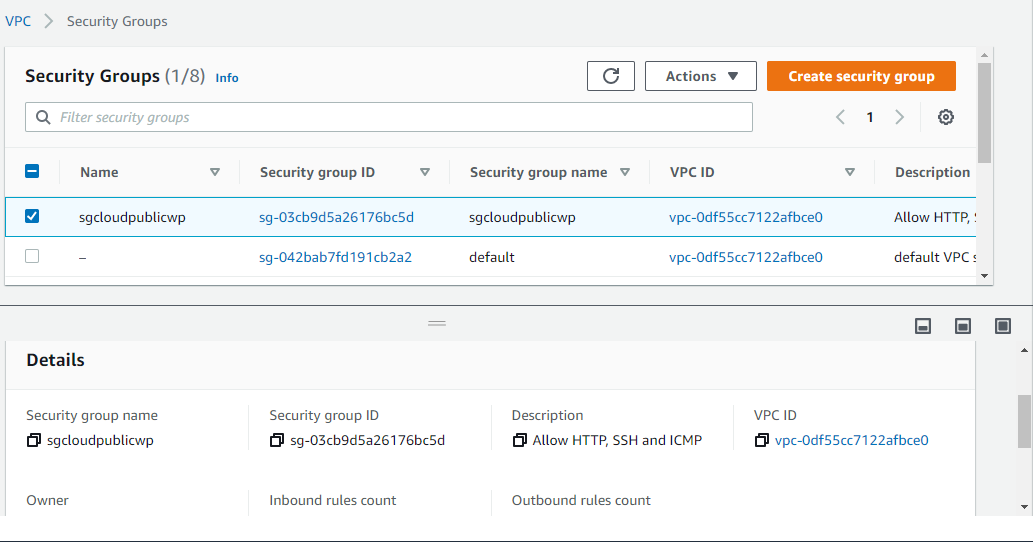 VPC > Security Groups
Security Groups (1/8) Info
Actions
Create security group
Filter security groups
1
Name Security group ID Security group name VPC ID Description
sgcloudpublicwp sg-03cb9d5a26176bc5d sgcloudpublicwp vpc-0df55cc7122afbce0 Allow HTTP,
– sg-042bab7fd191cb2a2 default vpc-0df55cc7122afbce0 default VPC s
Details
Security group name Security group ID Description VPC ID
sgcloudpublicwp sg-03cb9d5a26176bc5d Allow HTTP, SSH and ICMP vpc-0df55cc7122afbce0
Owner Inbound rules count Outbound rules count